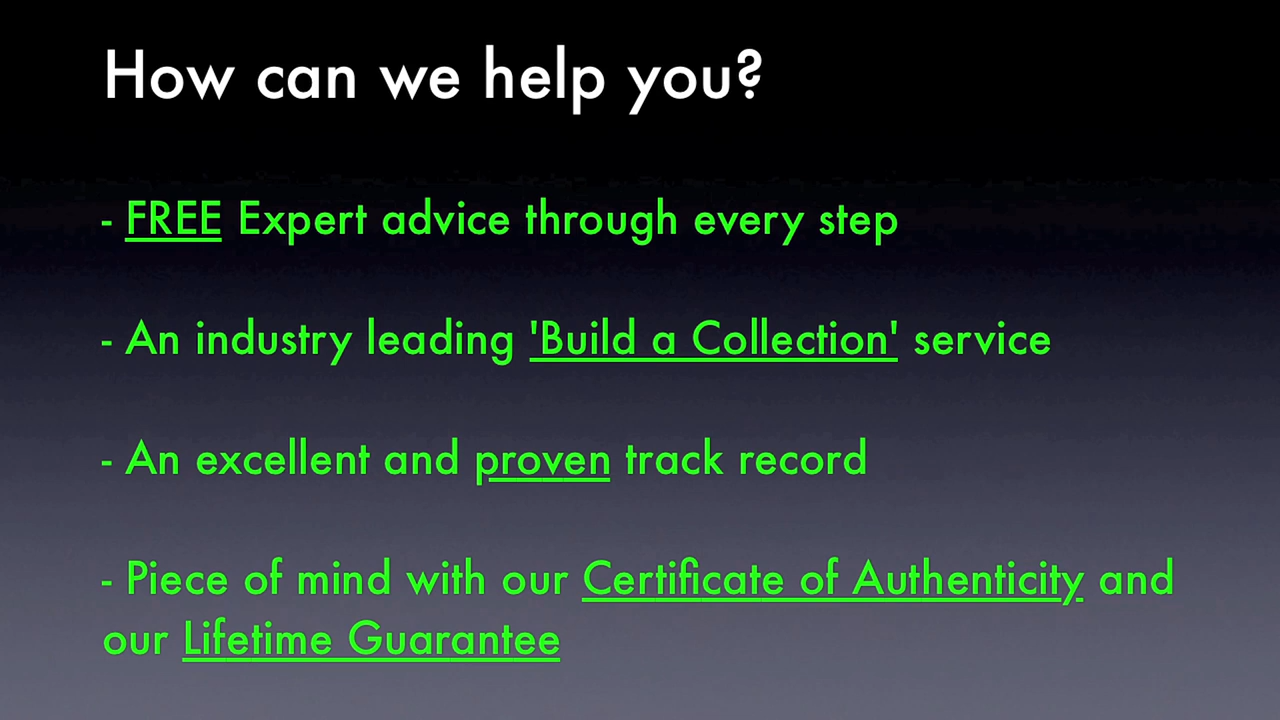 How can we help you?
- FREE Expert advice through every step
- An industry leading 'Build a Collection' service
- An excellent and proven track record
- Piece of mind with our Certificate of Authenticity and
our Lifetime Guarantee